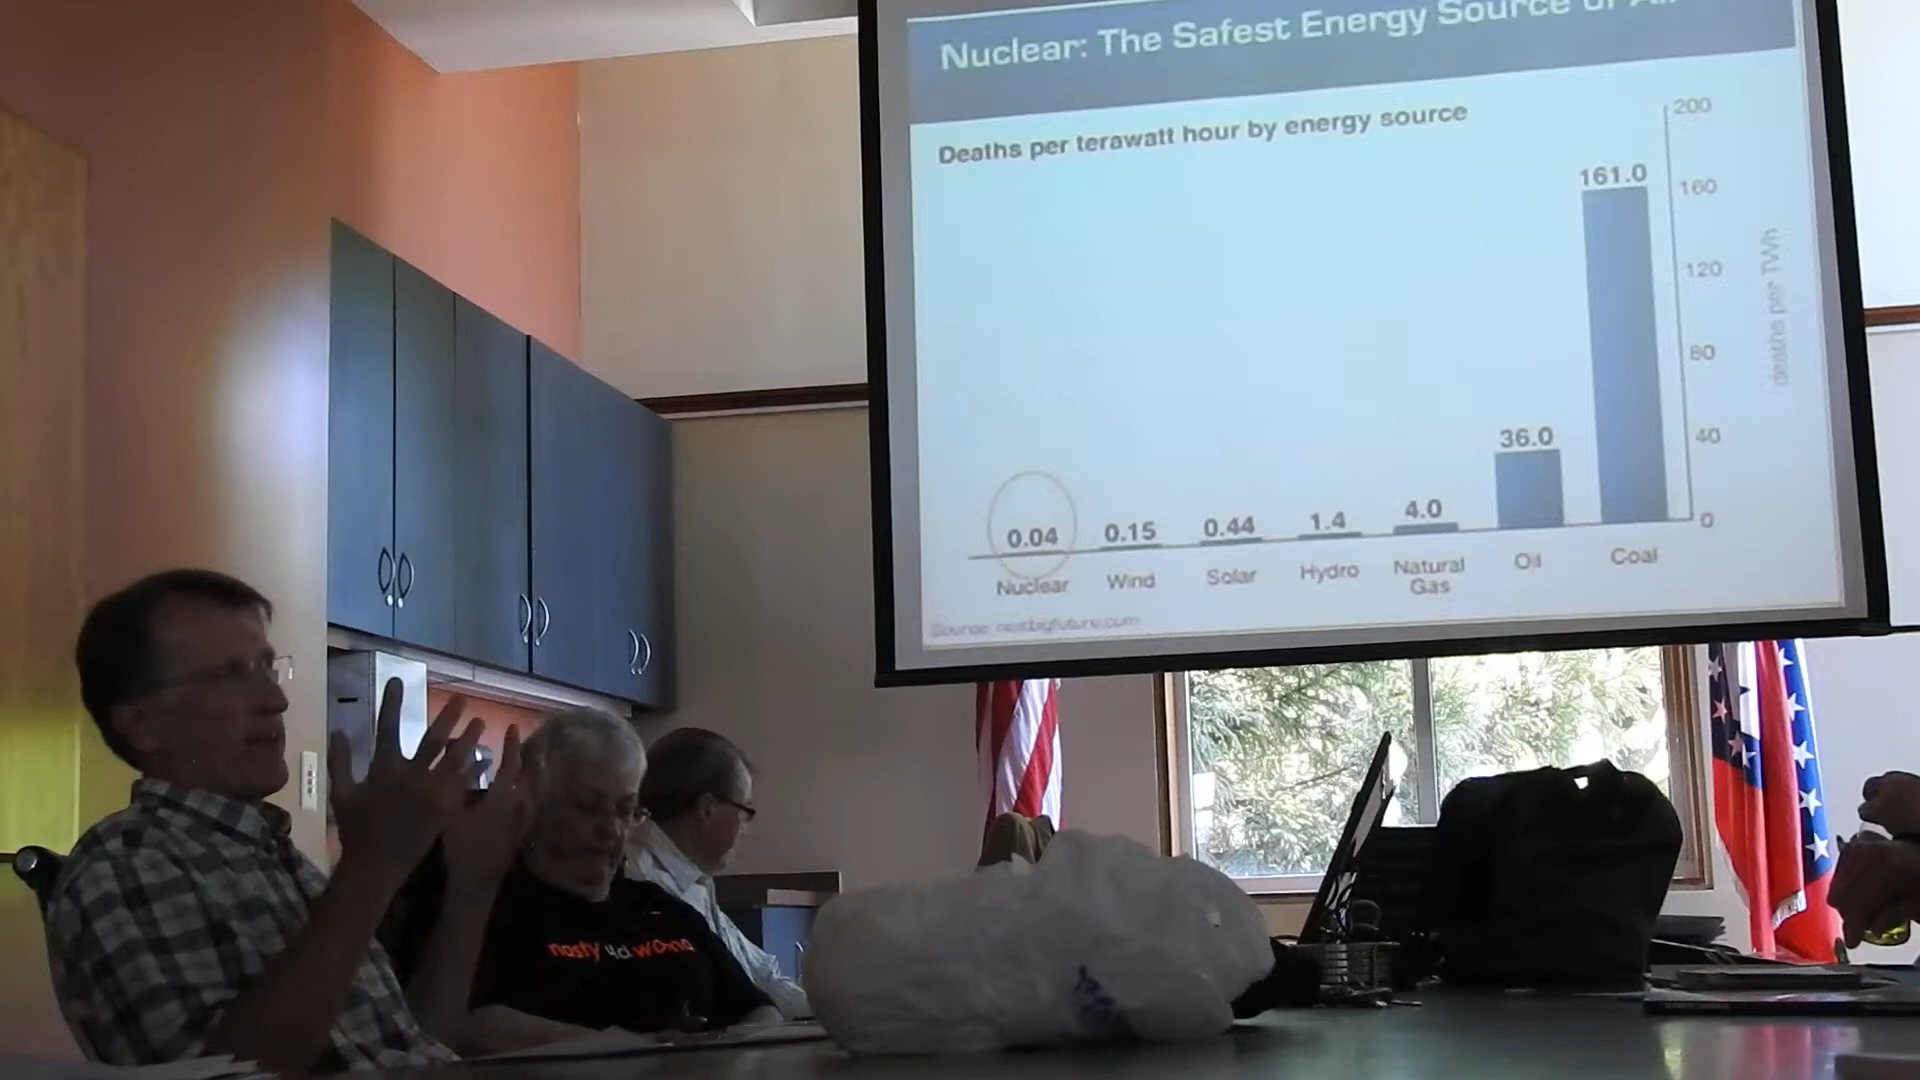 Nuclear: The Safest Energy Source of
Deaths per terawatt hour by energy source
200
160
120
80
40
0
deaths per TWh
0.04
0.15
0.44
1.4
4.0
36.0
161.0
Nuclear
Wind
Solar
Hydro
Natural
Gas
Oil
Coal
Source: nextbigfuture.com
nasty